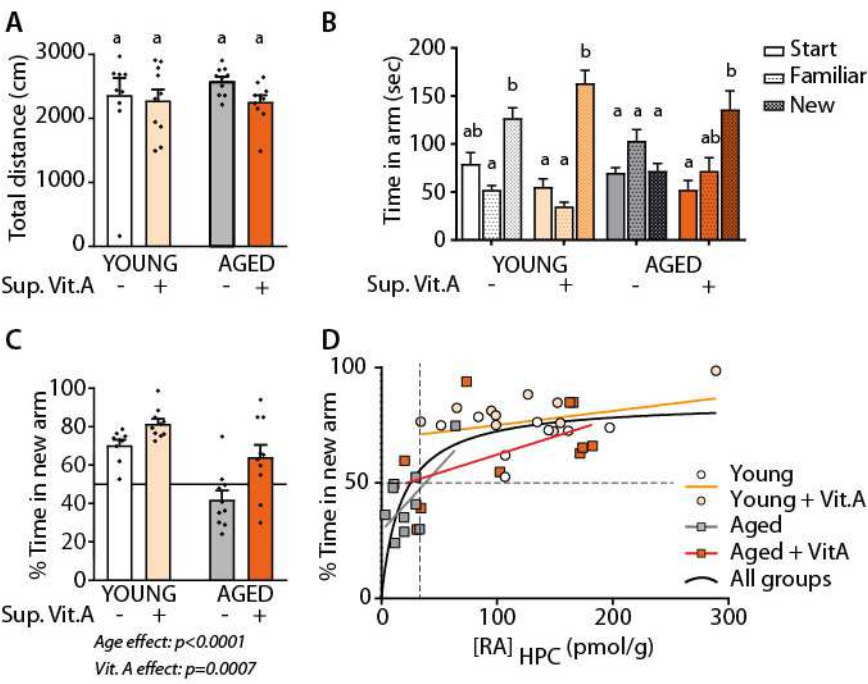 A
Total distance (cm)
3000
2000
1000
0
a a a a
YOUNG AGED
Sup. Vit.A - + - +
B
Time in arm (sec)
200
150
100
50
0
ab a b a a b a a a a ab b
Start
Familiar
New
YOUNG AGED
Sup. Vit.A - + - +
C
% Time in new arm
100
80
60
40
20
0
YOUNG AGED
Sup. Vit.A - + - +
Age effect: p<0.0001
Vit. A effect: p=0.0007
D
% Time in new arm
100
50
0
0 100 200 300
[RA] HPC (pmol/g)
Young
Young + Vit.A
Aged
Aged + VitA
All groups